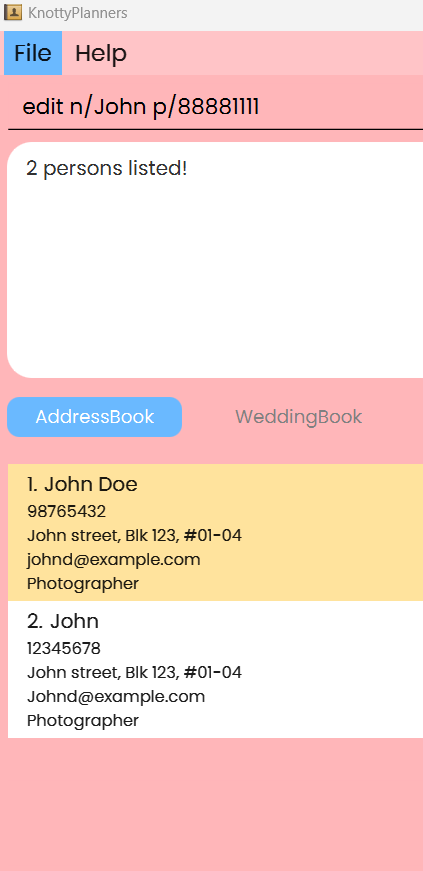 KnottyPlanners
File Help
edit n/John p/88881111
2 persons listed!
AddressBook WeddingBook
1. John Doe
98765432
John street, Blk 123, #01-04
johnd@example.com
Photographer
2. John
12345678
John street, Blk 123, #01-04
Johnd@example.com
Photographer